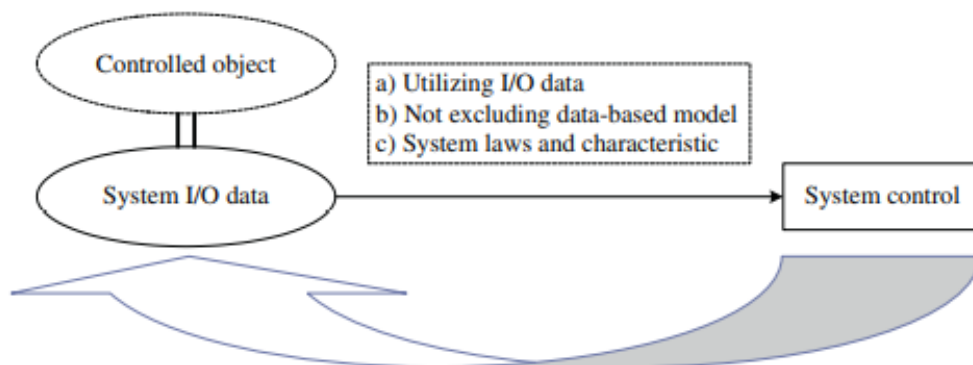 Controlled object
a) Utilizing I/O data
b) Not excluding data-based model
c) System laws and characteristic
System I/O data
System control